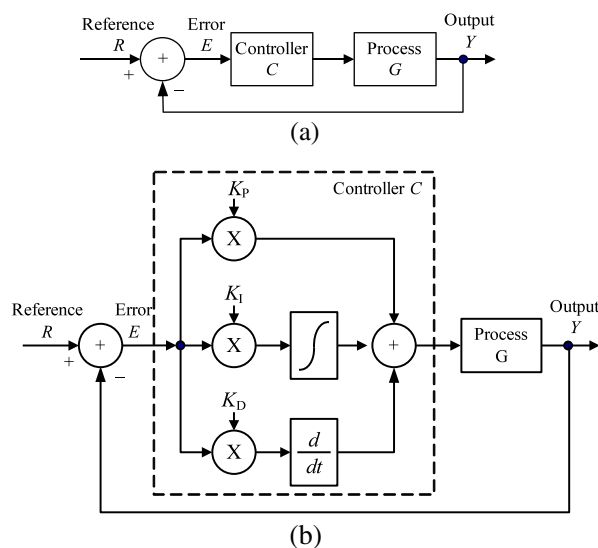 Reference
R
+
+
−
Error
E
Controller
C
Process
G
Output
Y
(a)
Controller C
K_P
X
Reference
R
+
+
−
Error
E
K_I
X
∫
+
Process
G
Output
Y
K_D
X
d
dt
(b)